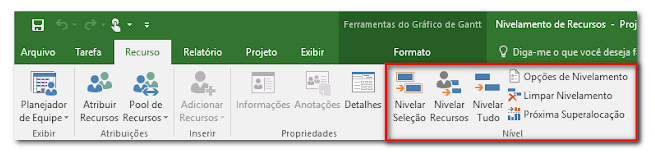 Ferramentas do Gráfico de Gantt
Nivelamento de Recursos - Proj
Arquivo Tarefa Recurso Relatório Projeto Exibir Formato Diga-me o que você deseja f
Planejador de Equipe
Exibir
Atribuir Recursos
Pool de Recursos
Atribuições
Adicionar Recursos
Inserir
Informações Anotações Detalhes
Propriedades
Nivelar Seleção
Nivelar Recursos
Nivelar Tudo
Opções de Nivelamento
Limpar Nivelamento
Próxima Superalocação
Nível